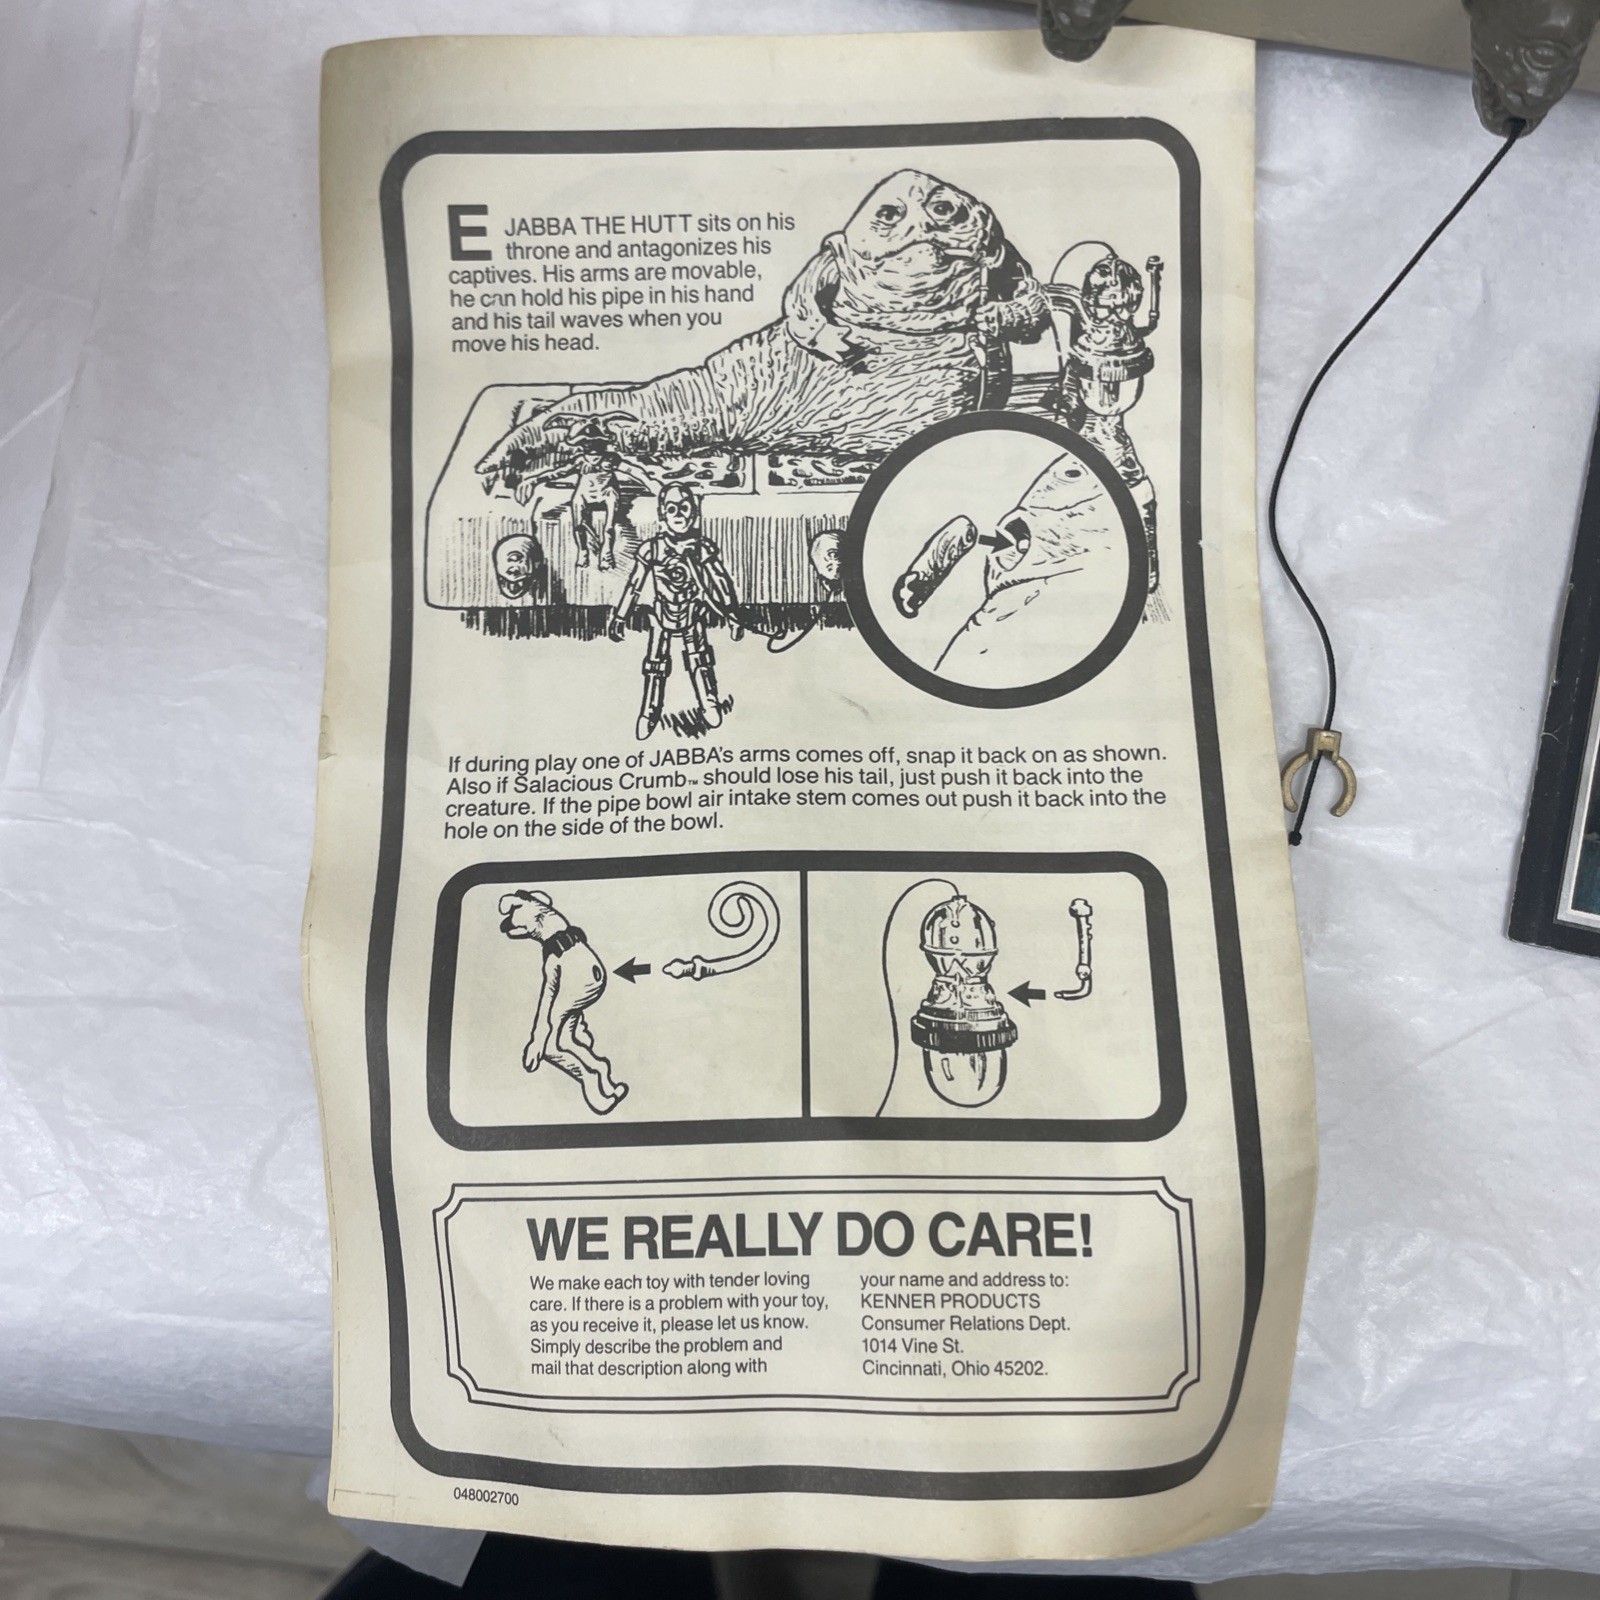 E JABBA THE HUTT sits on his
throne and antagonizes his
captives. His arms are movable,
he can hold his pipe in his hand
and his tail waves when you
move his head.
If during play one of JABBA's arms comes off, snap it back on as shown.
Also if Salacious Crumb™ should lose his tail, just push it back into the
creature. If the pipe bowl air intake stem comes out push it back into the
hole on the side of the bowl.
WE REALLY DO CARE!
We make each toy with tender loving
care. If there is a problem with your toy,
as you receive it, please let us know.
Simply describe the problem and
mail that description along with
your name and address to:
KENNER PRODUCTS
Consumer Relations Dept.
1014 Vine St.
Cincinnati, Ohio 45202.
048002700